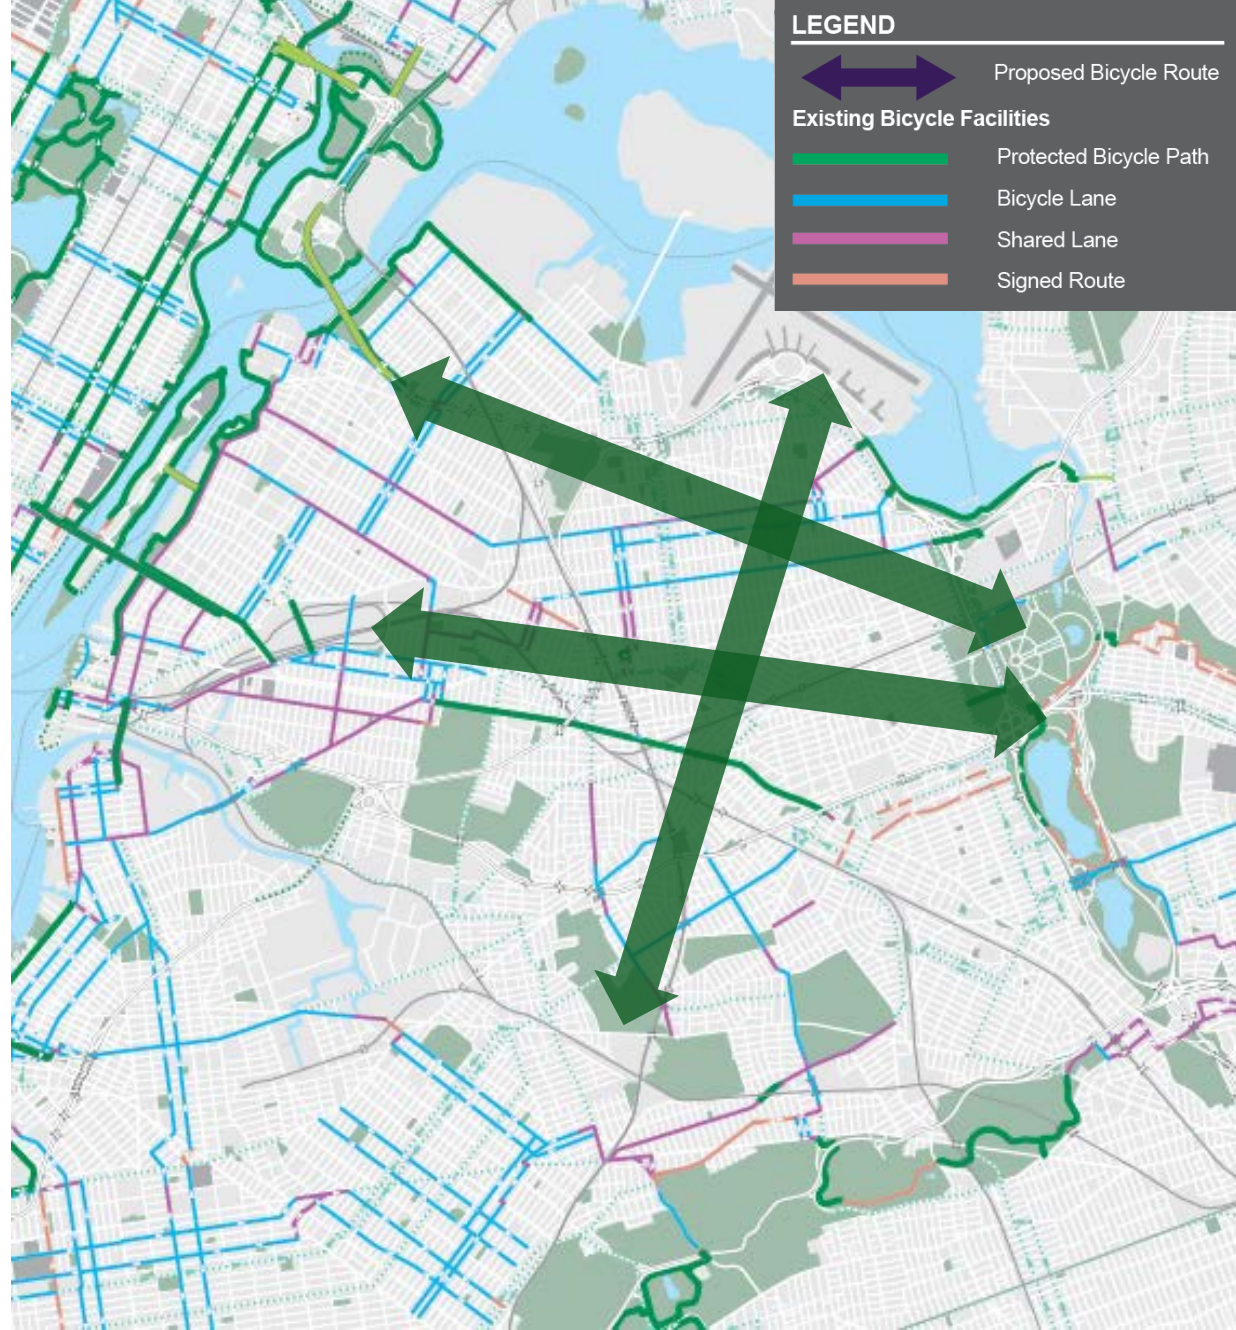 LEGEND
Proposed Bicycle Route
Existing Bicycle Facilities
Protected Bicycle Path
Bicycle Lane
Shared Lane
Signed Route